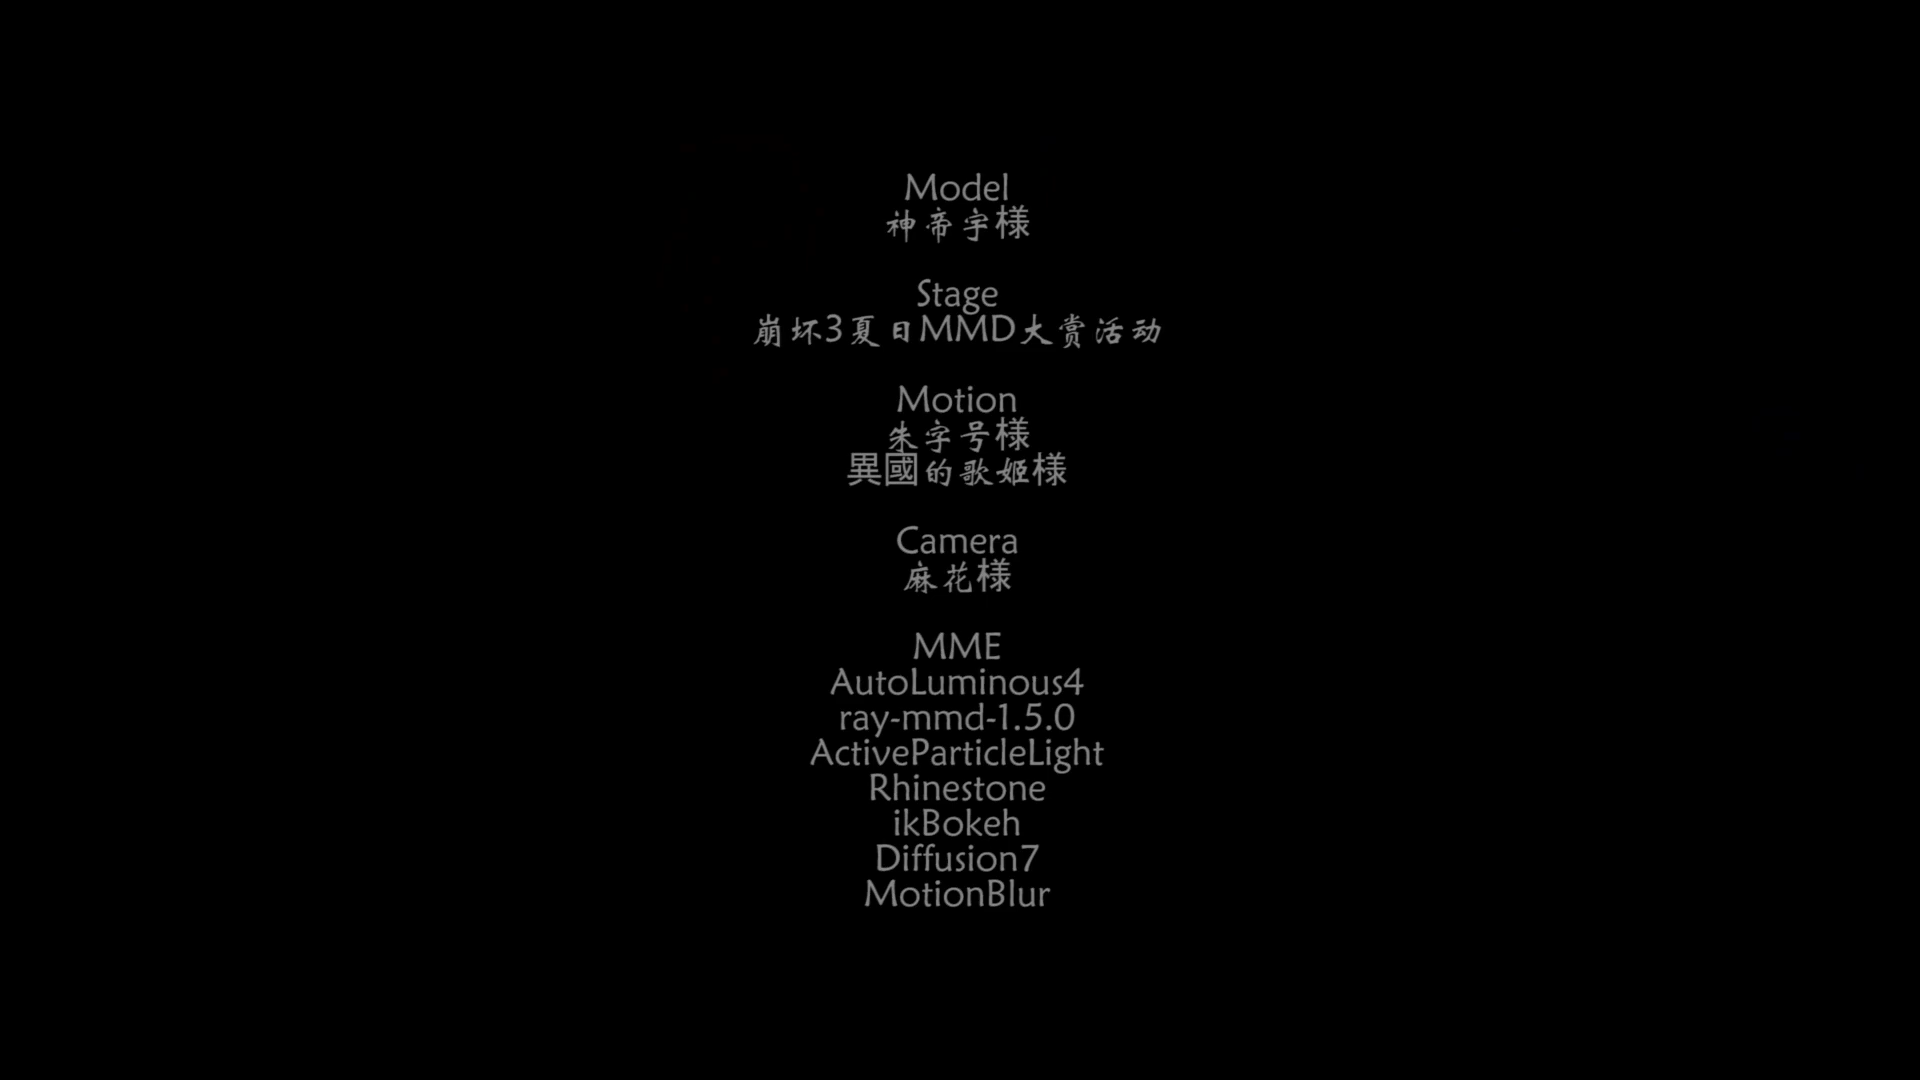 Model
神帝宇様
Stage
崩坏3夏日MMD大赏活动
Motion
朱字号様
異國的歌姬様
Camera
麻花様
MME
AutoLuminous4
ray-mmd-1.5.0
ActiveParticleLight
Rhinestone
ikBokeh
Diffusion7
MotionBlur